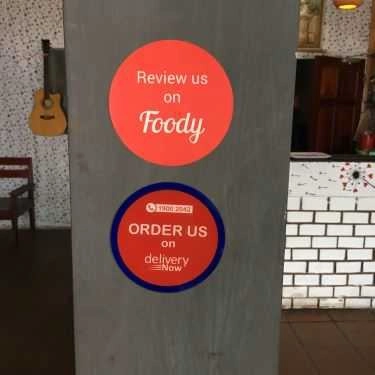 Review us
on
Foody
1900 2042
ORDER US
on
delivery
Now